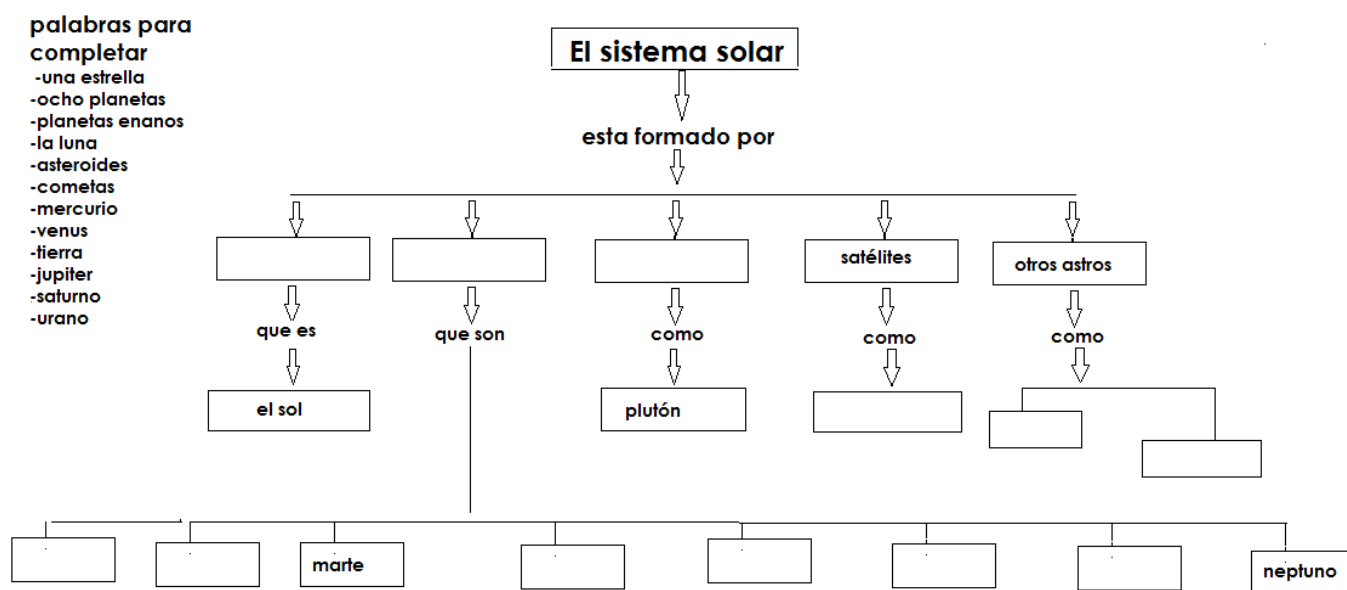 palabras para
completar
-una estrella
-ocho planetas
-planetas enanos
-la luna
-asteroides
-cometas
-mercurio
-venus
-tierra
-jupiter
-saturno
-urano
El sistema solar
esta formado por
satélites
otros astros
que es
que son
como
como
como
el sol
plutón
marte
neptuno